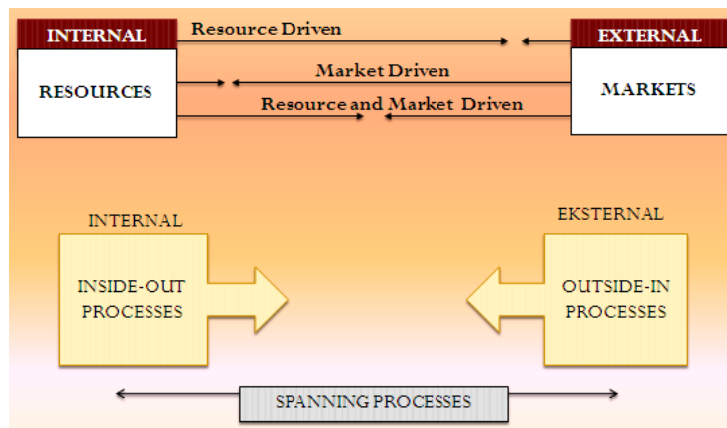 INTERNAL
Resource Driven
EXTERNAL
RESOURCES
Market Driven
MARKETS
Resource and Market Driven
INTERNAL
EKSTERNAL
INSIDE-OUT
PROCESSES
OUTSIDE-IN
PROCESSES
SPANNING PROCESSES